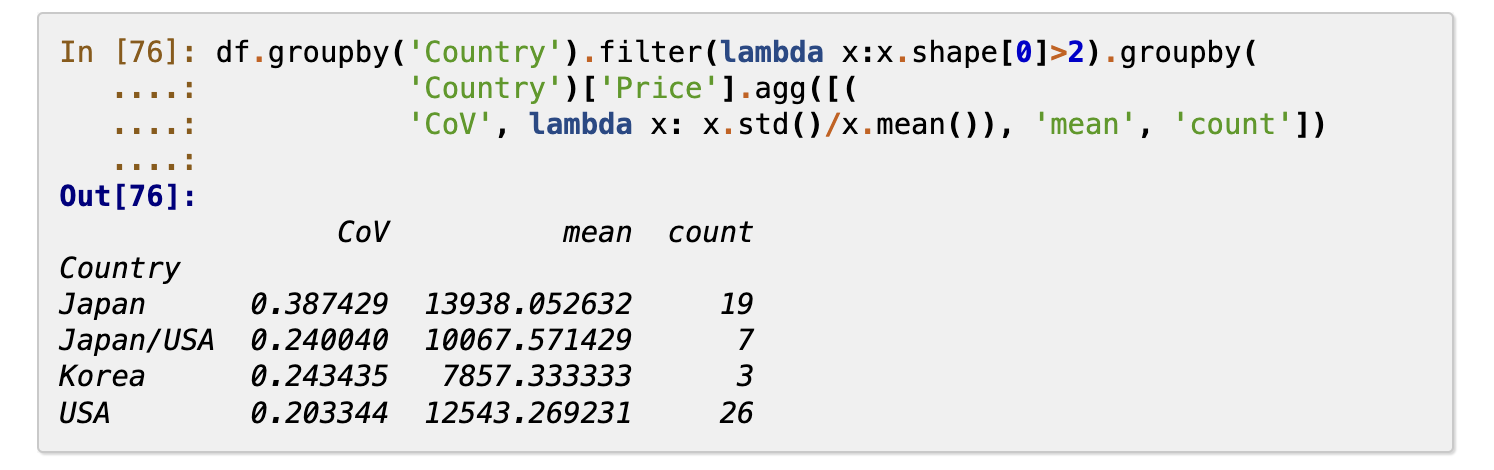 In [76]: df.groupby('Country').filter(lambda x:x.shape[0]>2).groupby(
   ....:            'Country')['Price'].agg([(
   ....:            'CoV', lambda x: x.std()/x.mean()), 'mean', 'count'])
   ....:
Out[76]:
                CoV          mean  count
Country
Japan      0.387429  13938.052632     19
Japan/USA  0.240040  10067.571429      7
Korea      0.243435   7857.333333      3
USA        0.203344  12543.269231     26